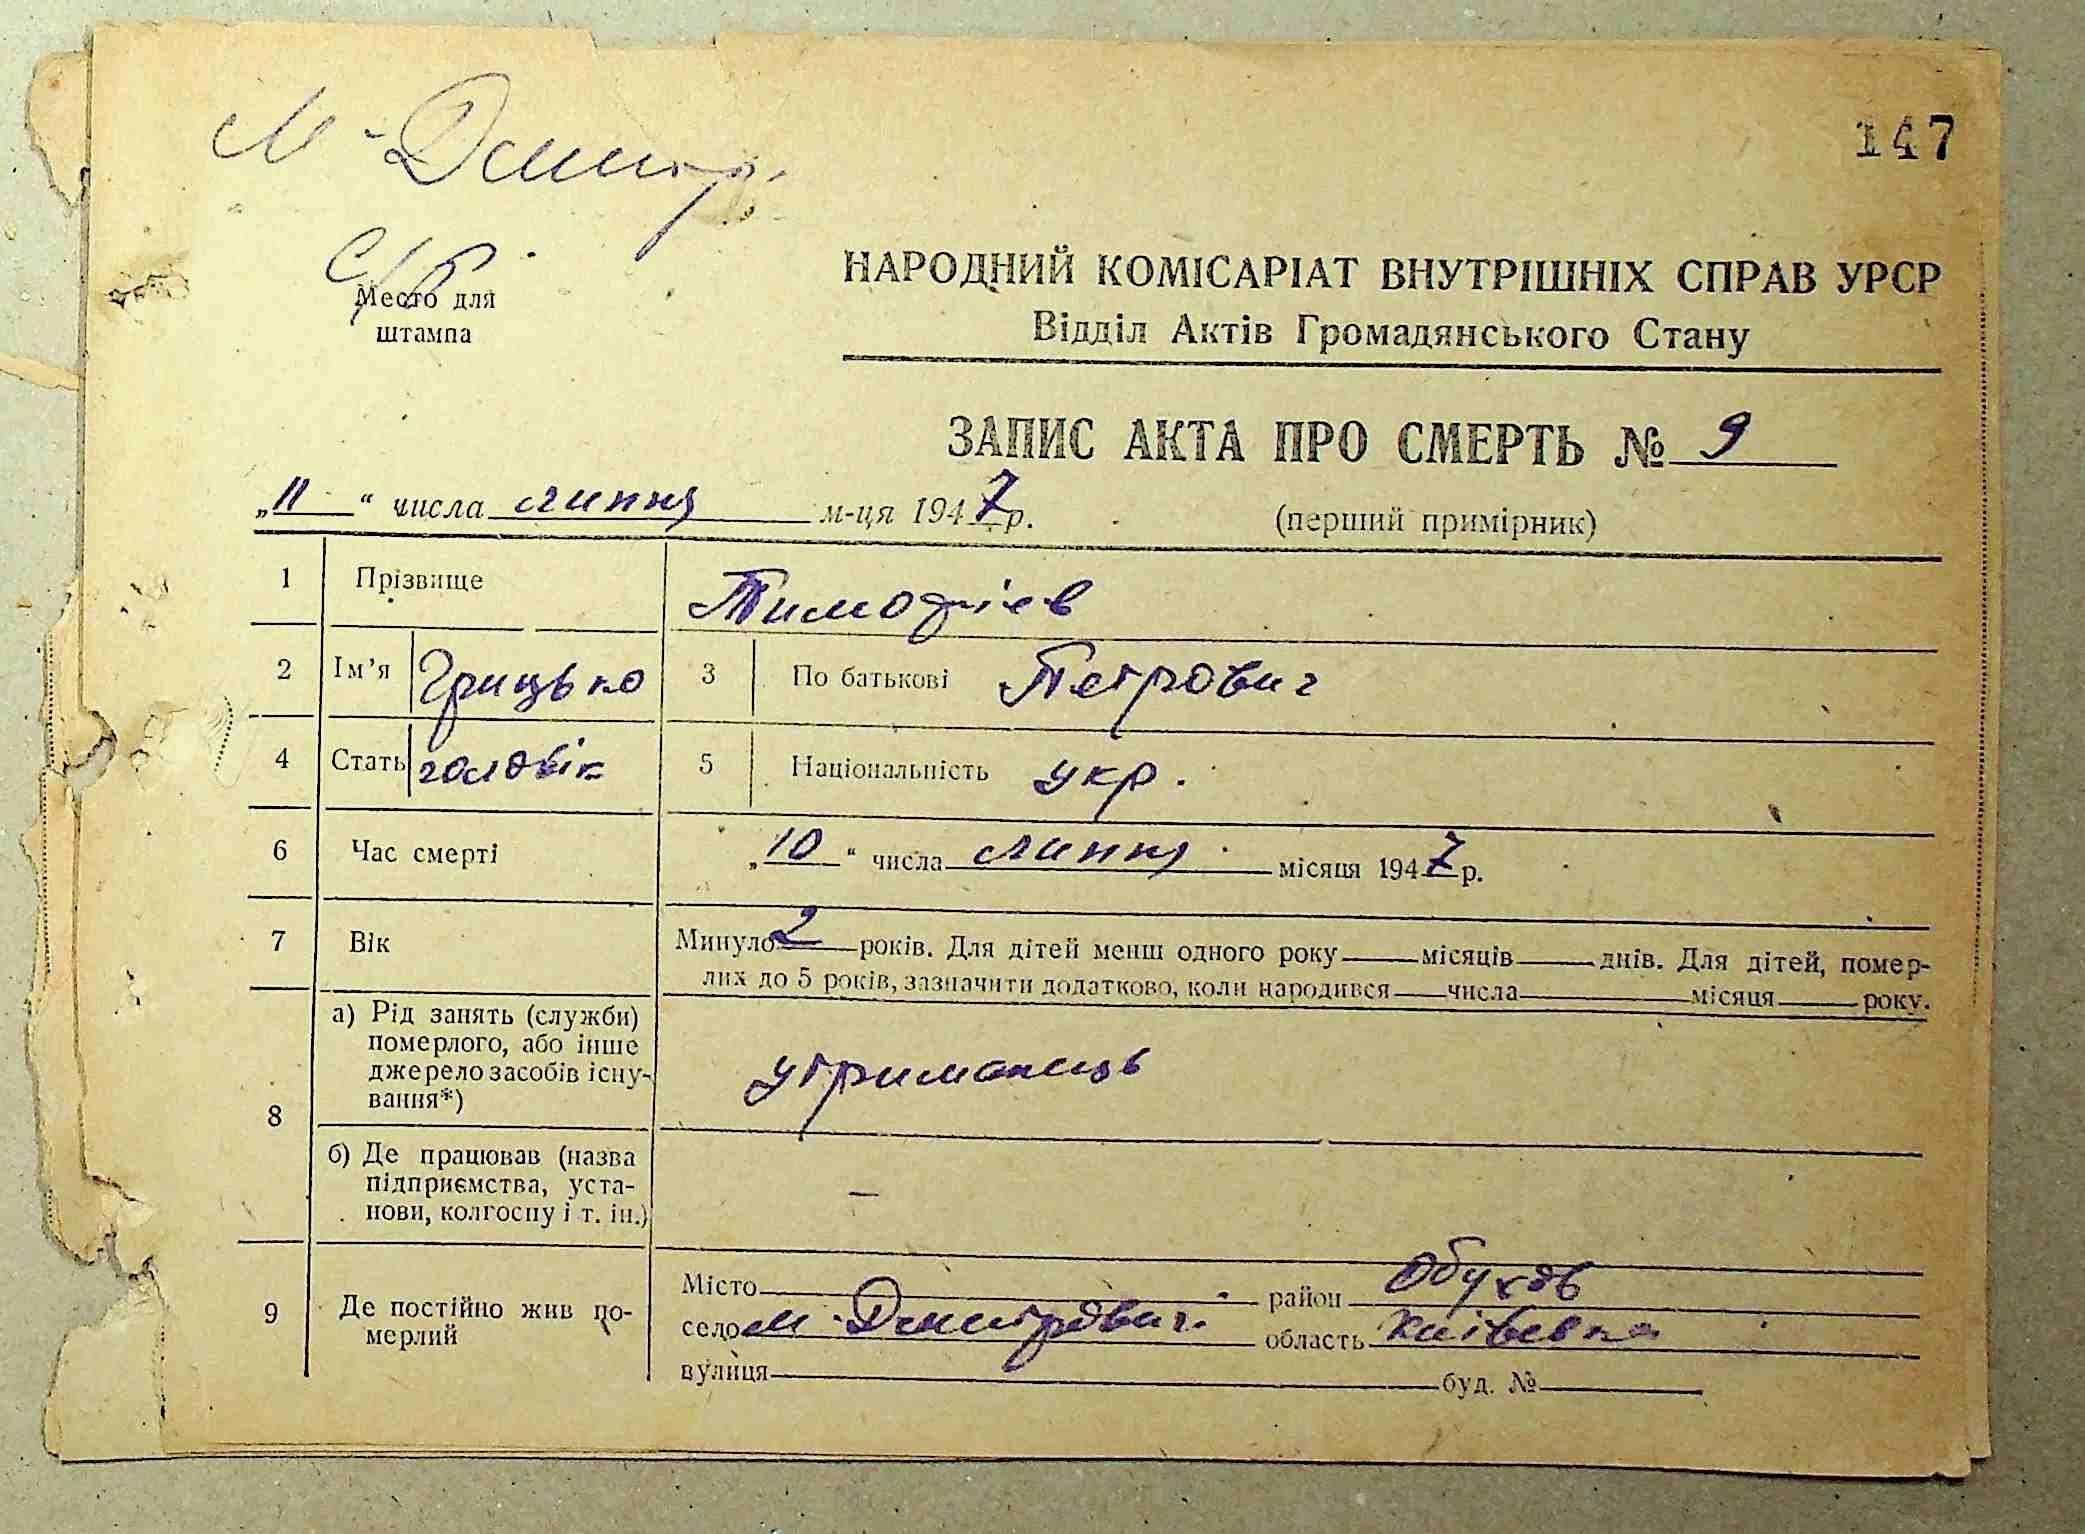 М-Дмитр.
147
с/р.
Место для
штампа
НАРОДНИЙ КОМІСАРІАТ ВНУТРІШНІХ СПРАВ УРСР
Відділ Актів Громадянського Стану
ЗАПИС АКТА ПРО СМЕРТЬ № 9
„11“ числа липня м-ця 1947 р.
(перший примірник)
1 Прізвище Тимофієв
2 Ім’я Грицько 3 По батькові Петрович
4 Стать чоловік 5 Національність укр.
6 Час смерті „10“ числа липня місяця 1947 р.
7 Вік Минуло 2 років. Для дітей менш одного року місяців днів. Для дітей, помер-
лих до 5 років, зазначити додатково, коли народився числа місяця року.
8 а) Рід занять (служби)
померлого, або інше
джерело засобів існу-
вання*)
утриманець
б) Де працював (назва
підприємства, уста-
нови, колгоспу і т. ін.)
—
9 Де постійно жив по-
мерлий
Місто район Обухов
село М-Дмитрович. область Київська
вулиця буд. №